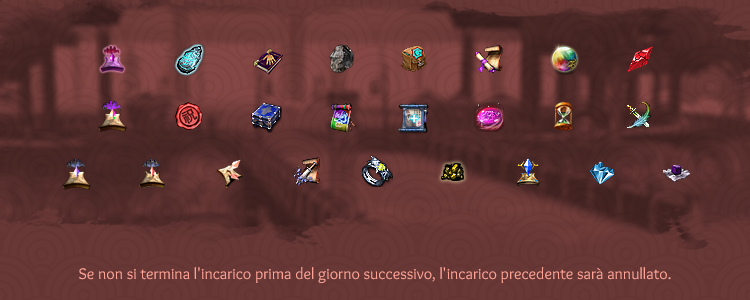 Se non si termina l'incarico prima del giorno successivo, l'incarico precedente sarà annullato.